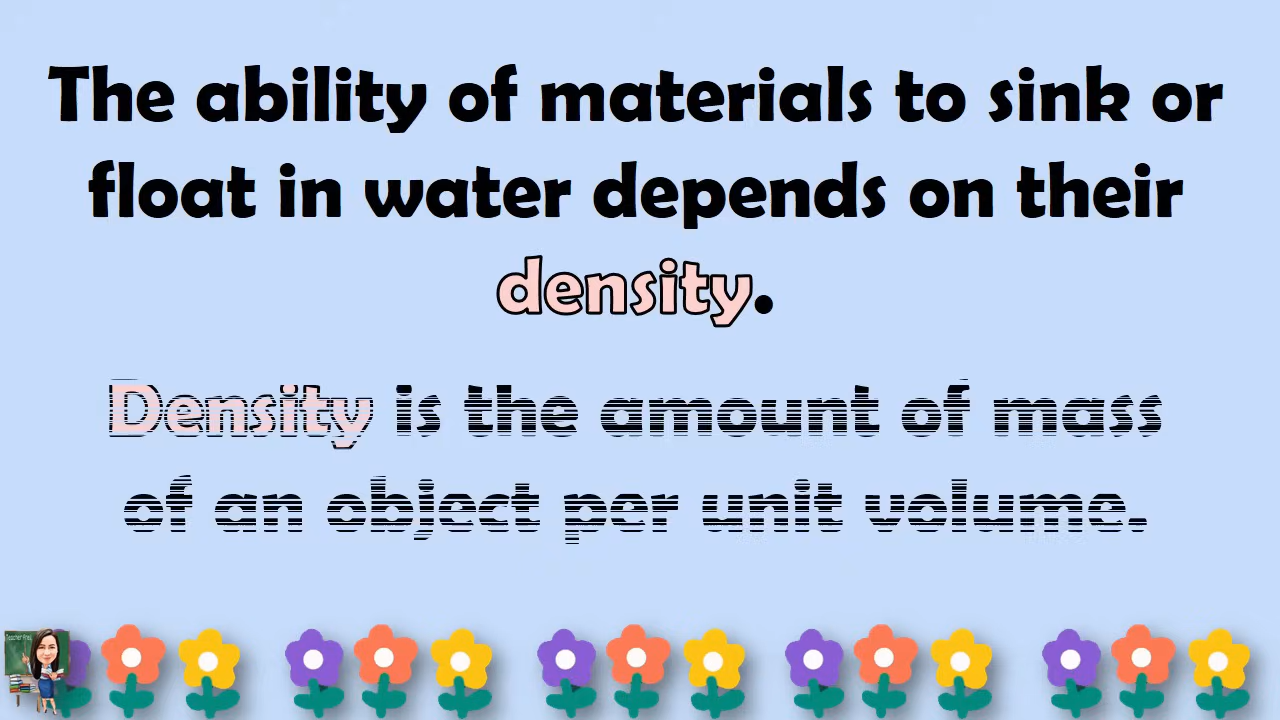 The ability of materials to sink or
float in water depends on their
density.
Density is the amount of mass
of an object per unit volume.